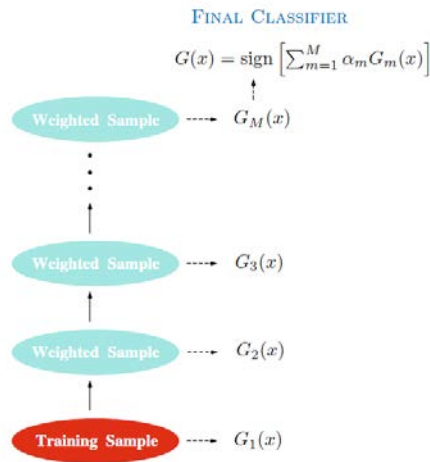 FINAL CLASSIFIER
G(x) = sign [∑_{m=1}^{M} α_m G_m(x)]
Weighted Sample G_M(x)
Weighted Sample G_3(x)
Weighted Sample G_2(x)
Training Sample G_1(x)